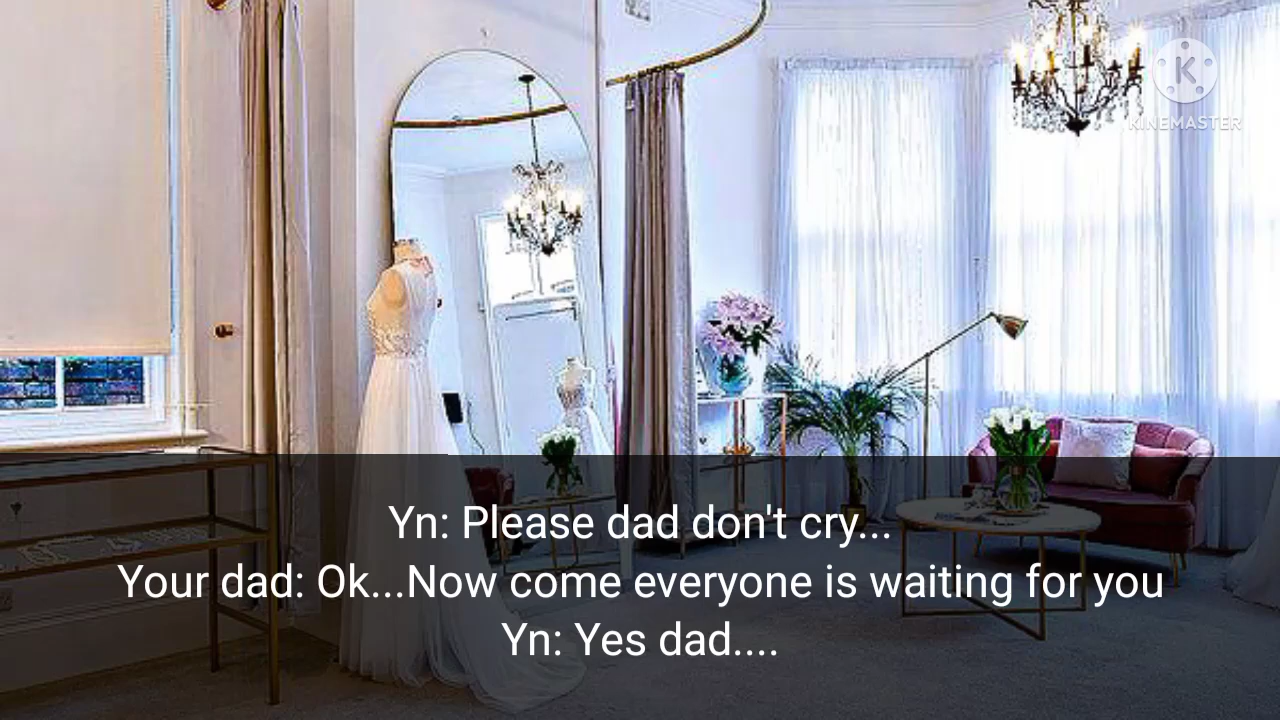 KINEMASTER
Yn: Please dad don't cry...
Your dad: Ok...Now come everyone is waiting for you
Yn: Yes dad....